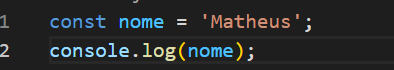 1 const nome = 'Matheus';
2 console.log(nome);